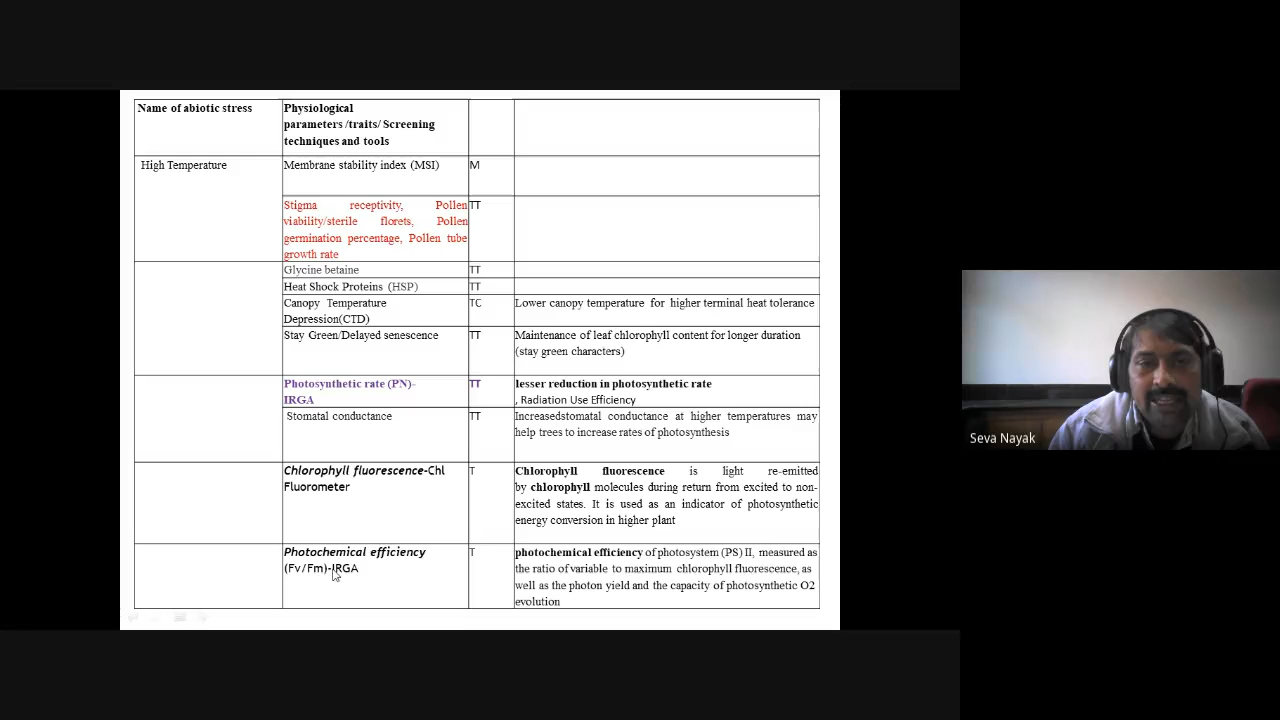 Name of abiotic stress
Physiological
parameters /traits/ Screening
techniques and tools
High Temperature
Membrane stability index (MSI)
M
Stigma receptivity, Pollen
viability/sterile florets, Pollen
germination percentage, Pollen tube
growth rate
TT
Glycine betaine
TT
Heat Shock Proteins (HSP)
TT
Canopy Temperature
Depression(CTD)
TC
Lower canopy temperature for higher terminal heat tolerance
Stay Green/Delayed senescence
TT
Maintenance of leaf chlorophyll content for longer duration
(stay green characters)
Photosynthetic rate (PN)-
IRGA
TT
lesser reduction in photosynthetic rate
, Radiation Use Efficiency
Stomatal conductance
TT
Increasedstomatal conductance at higher temperatures may
help trees to increase rates of photosynthesis
Chlorophyll fluorescence-Chl
Fluorometer
T
Chlorophyll fluorescence is light re-emitted
by chlorophyll molecules during return from excited to non-
excited states. It is used as an indicator of photosynthetic
energy conversion in higher plant
Photochemical efficiency
(Fv/Fm)-IRGA
T
photochemical efficiency of photosystem (PS) II, measured as
the ratio of variable to maximum chlorophyll fluorescence, as
well as the photon yield and the capacity of photosynthetic O2
evolution
Seva Nayak